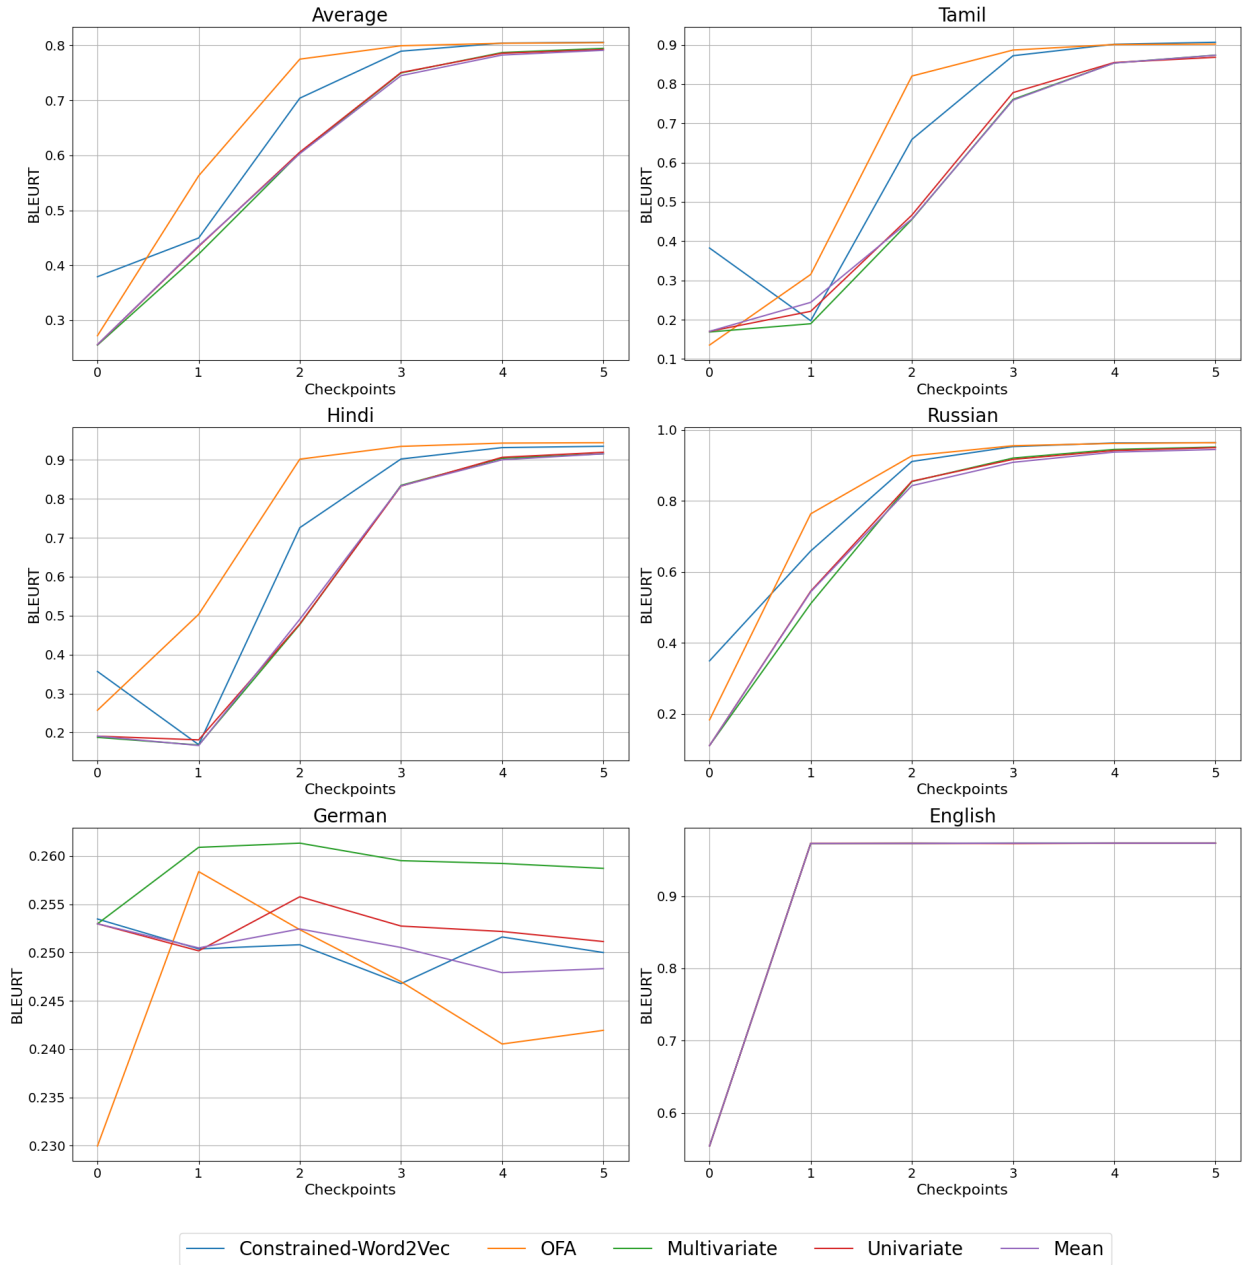 Average
Tamil
0.8
0.7
0.6
0.5
0.4
0.3
BLEURT
0 1 2 3 4 5
Checkpoints
0.9
0.8
0.7
0.6
0.5
0.4
0.3
0.2
0.1
BLEURT
0 1 2 3 4 5
Checkpoints
Hindi
Russian
0.9
0.8
0.7
0.6
0.5
0.4
0.3
0.2
BLEURT
0 1 2 3 4 5
Checkpoints
1.0
0.8
0.6
0.4
0.2
BLEURT
0 1 2 3 4 5
Checkpoints
German
English
0.260
0.255
0.250
0.245
0.240
0.235
0.230
BLEURT
0 1 2 3 4 5
Checkpoints
0.9
0.8
0.7
0.6
BLEURT
0 1 2 3 4 5
Checkpoints
Constrained-Word2Vec OFA Multivariate Univariate Mean